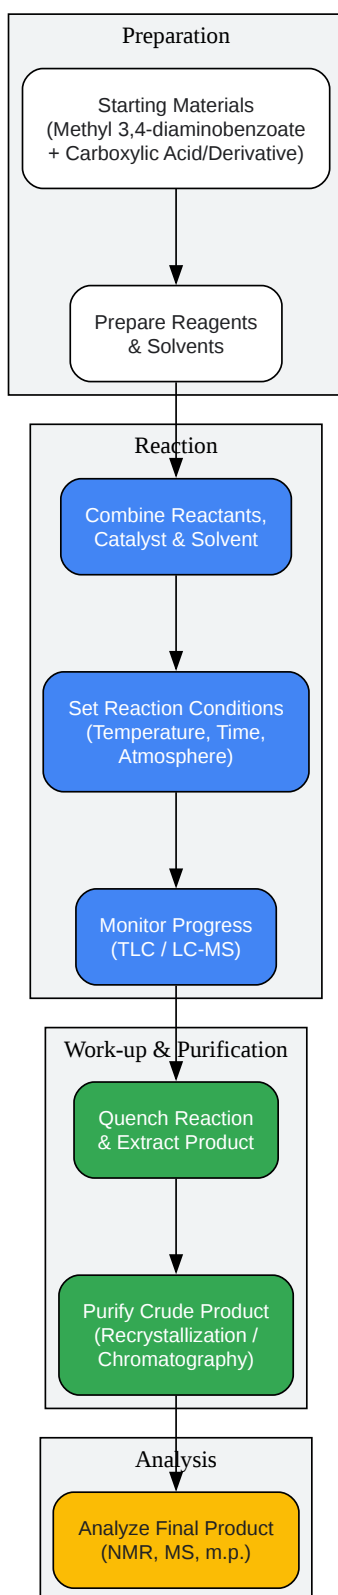 Preparation
Starting Materials
(Methyl 3,4-diaminobenzoate
+ Carboxylic Acid/Derivative)
Prepare Reagents
& Solvents
Reaction
Combine Reactants,
Catalyst & Solvent
Set Reaction Conditions
(Temperature, Time,
Atmosphere)
Monitor Progress
(TLC / LC-MS)
Work-up & Purification
Quench Reaction
& Extract Product
Purify Crude Product
(Recrystallization /
Chromatography)
Analysis
Analyze Final Product
(NMR, MS, m.p.)